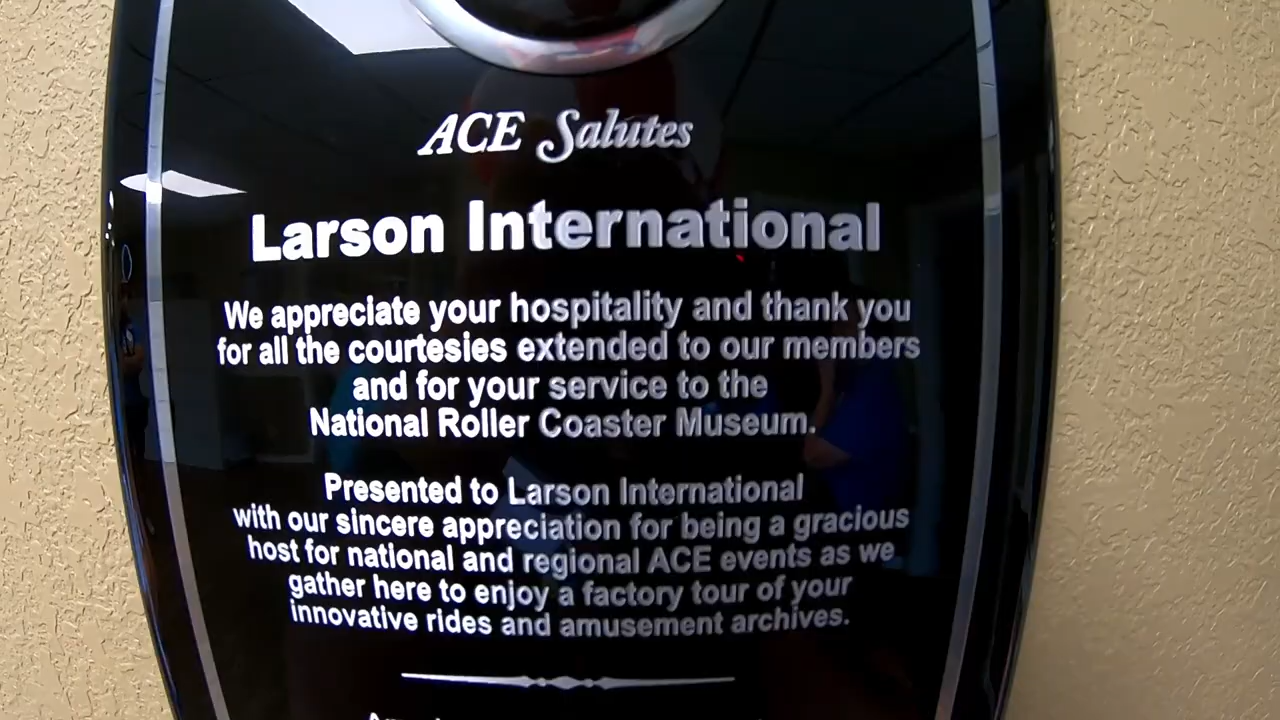 ACE Salutes
Larson International
We appreciate your hospitality and thank you
for all the courtesies extended to our members
and for your service to the
National Roller Coaster Museum.
Presented to Larson International
with our sincere appreciation for being a gracious
host for national and regional ACE events as we
gather here to enjoy a factory tour of your
innovative rides and amusement archives.